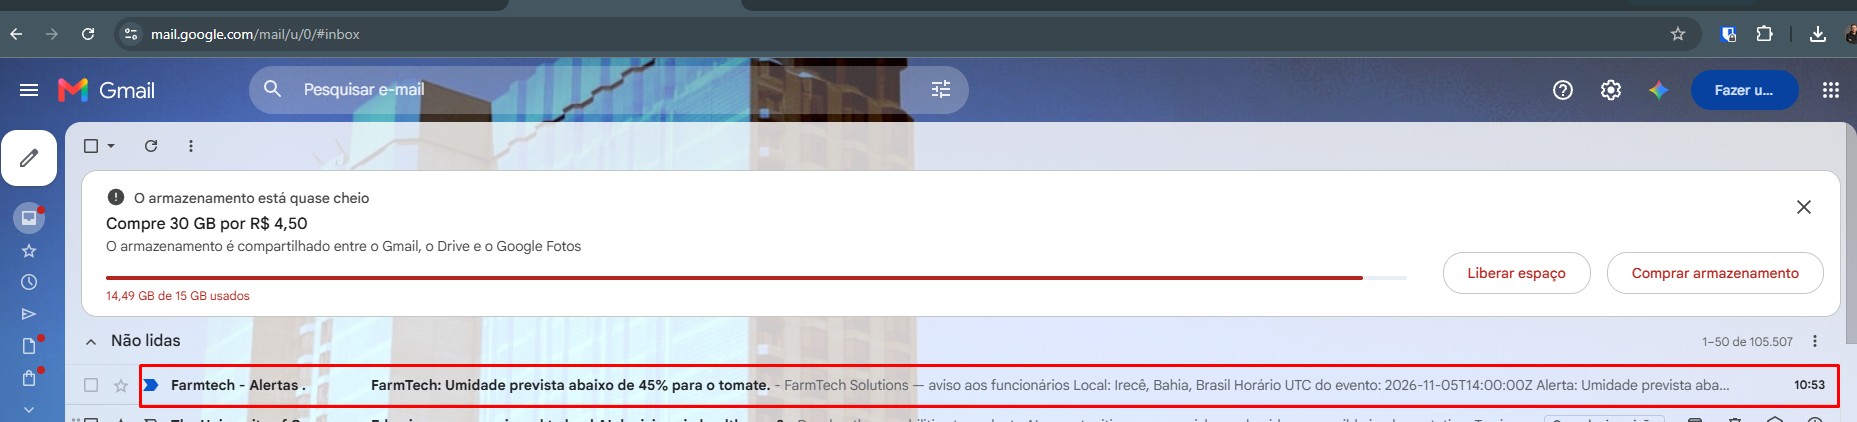 mail.google.com/mail/u/0/#inbox
Gmail
Pesquisar e-mail
Fazer u...
O armazenamento está quase cheio
Compre 30 GB por R$ 4,50
O armazenamento é compartilhado entre o Gmail, o Drive e o Google Fotos
Liberar espaço
Comprar armazenamento
14,49 GB de 15 GB usados
Não lidas
1–50 de 105.507
Farmtech - Alertas . FarmTech: Umidade prevista abaixo de 45% para o tomate. - FarmTech Solutions — aviso aos funcionários Local: Irecê, Bahia, Brasil Horário UTC do evento: 2026-11-05T14:00:00Z Alerta: Umidade prevista aba... 10:53